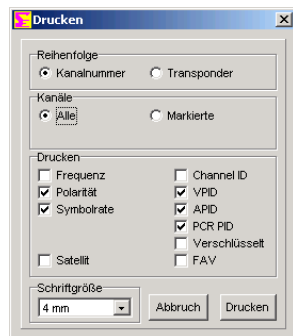 Drucken
Reihenfolge
Kanalnummer Transponder
Kanäle
Alle Markierte
Drucken
Frequenz Channel ID
Polarität VPID
Symbolrate APID
PCR PID
Verschlüsselt
Satellit FAV
Schriftgröße
4 mm Abbruch Drucken